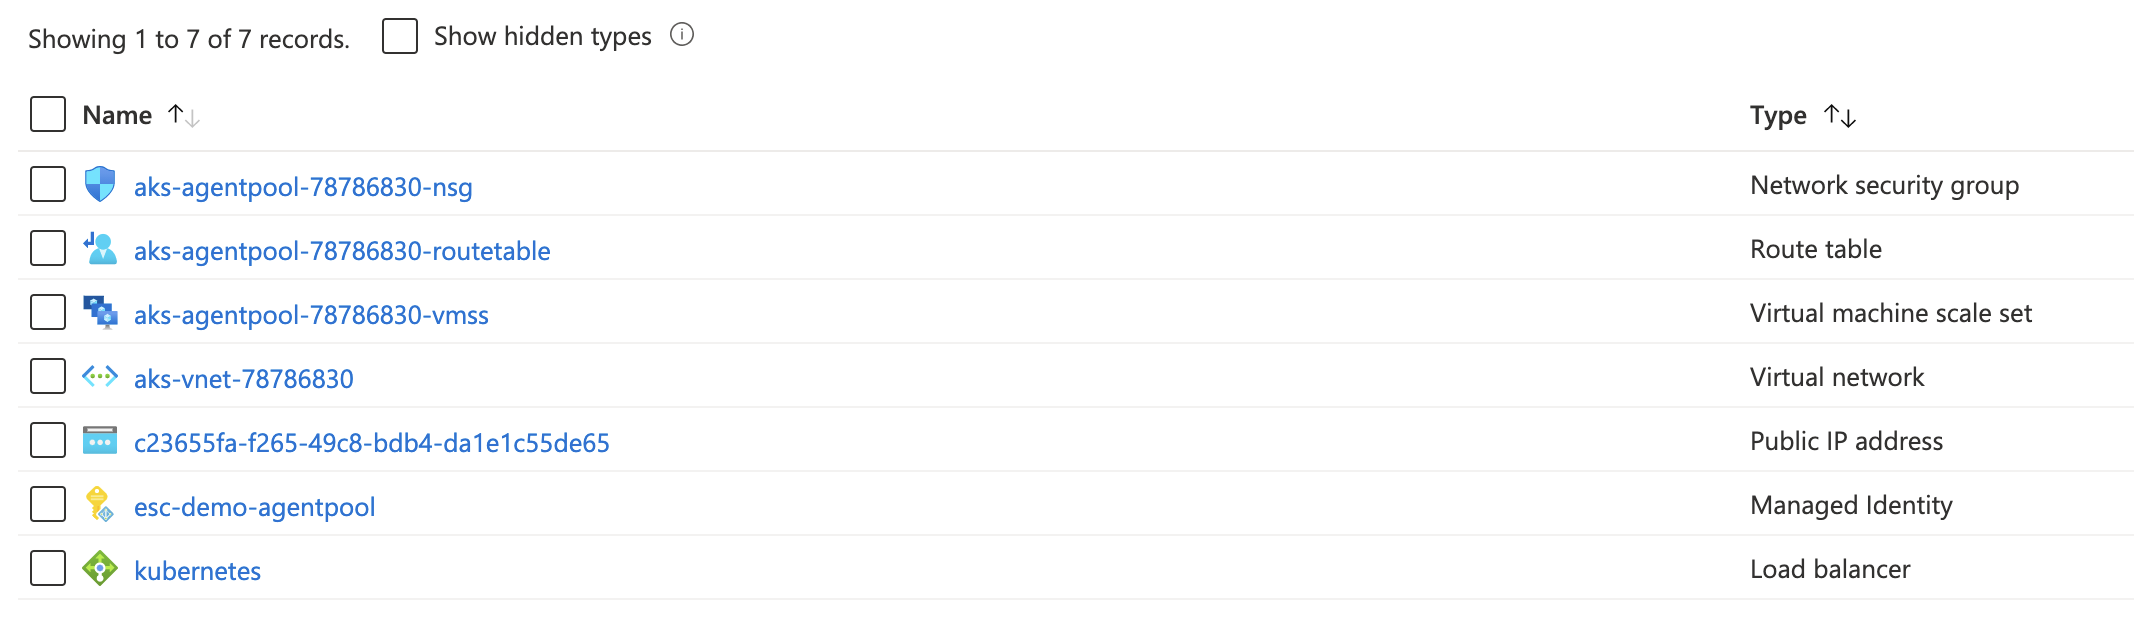 Showing 1 to 7 of 7 records. Show hidden types
Name Type
aks-agentpool-78786830-nsg Network security group
aks-agentpool-78786830-routetable Route table
aks-agentpool-78786830-vmss Virtual machine scale set
aks-vnet-78786830 Virtual network
c23655fa-f265-49c8-bdb4-da1e1c55de65 Public IP address
esc-demo-agentpool Managed Identity
kubernetes Load balancer